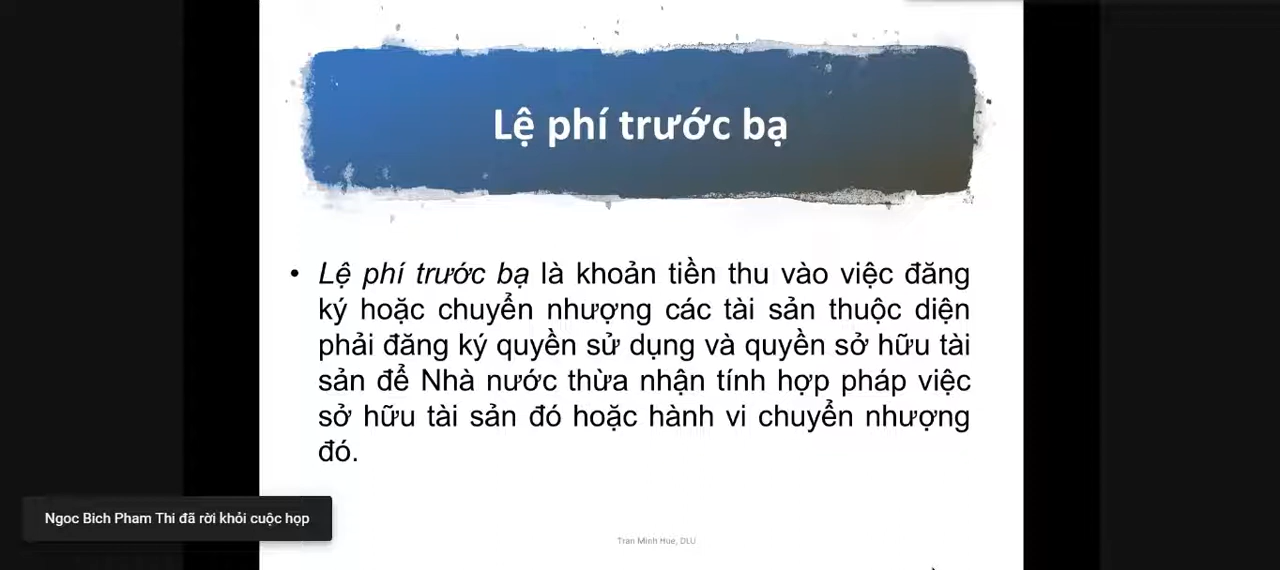 Lệ phí trước bạ
• Lệ phí trước bạ là khoản tiền thu vào việc đăng
ký hoặc chuyển nhượng các tài sản thuộc diện
phải đăng ký quyền sử dụng và quyền sở hữu tài
sản để Nhà nước thừa nhận tính hợp pháp việc
sở hữu tài sản đó hoặc hành vi chuyển nhượng
đó.
Ngoc Bich Pham Thi đã rời khỏi cuộc họp
Tran Minh Hue, DLU